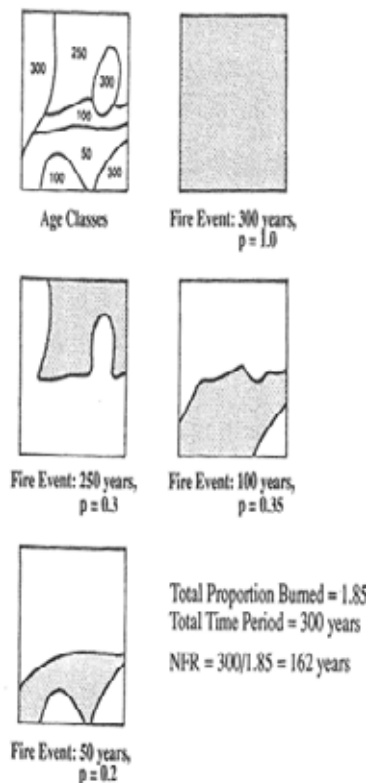 300
250
300
100
50
100
300
Age Classes
Fire Event: 300 years,
p = 1.0
Fire Event: 250 years,
p = 0.3
Fire Event: 100 years,
p = 0.35
Fire Event: 50 years,
p = 0.2
Total Proportion Burned = 1.85
Total Time Period = 300 years
NFR = 300/1.85 = 162 years